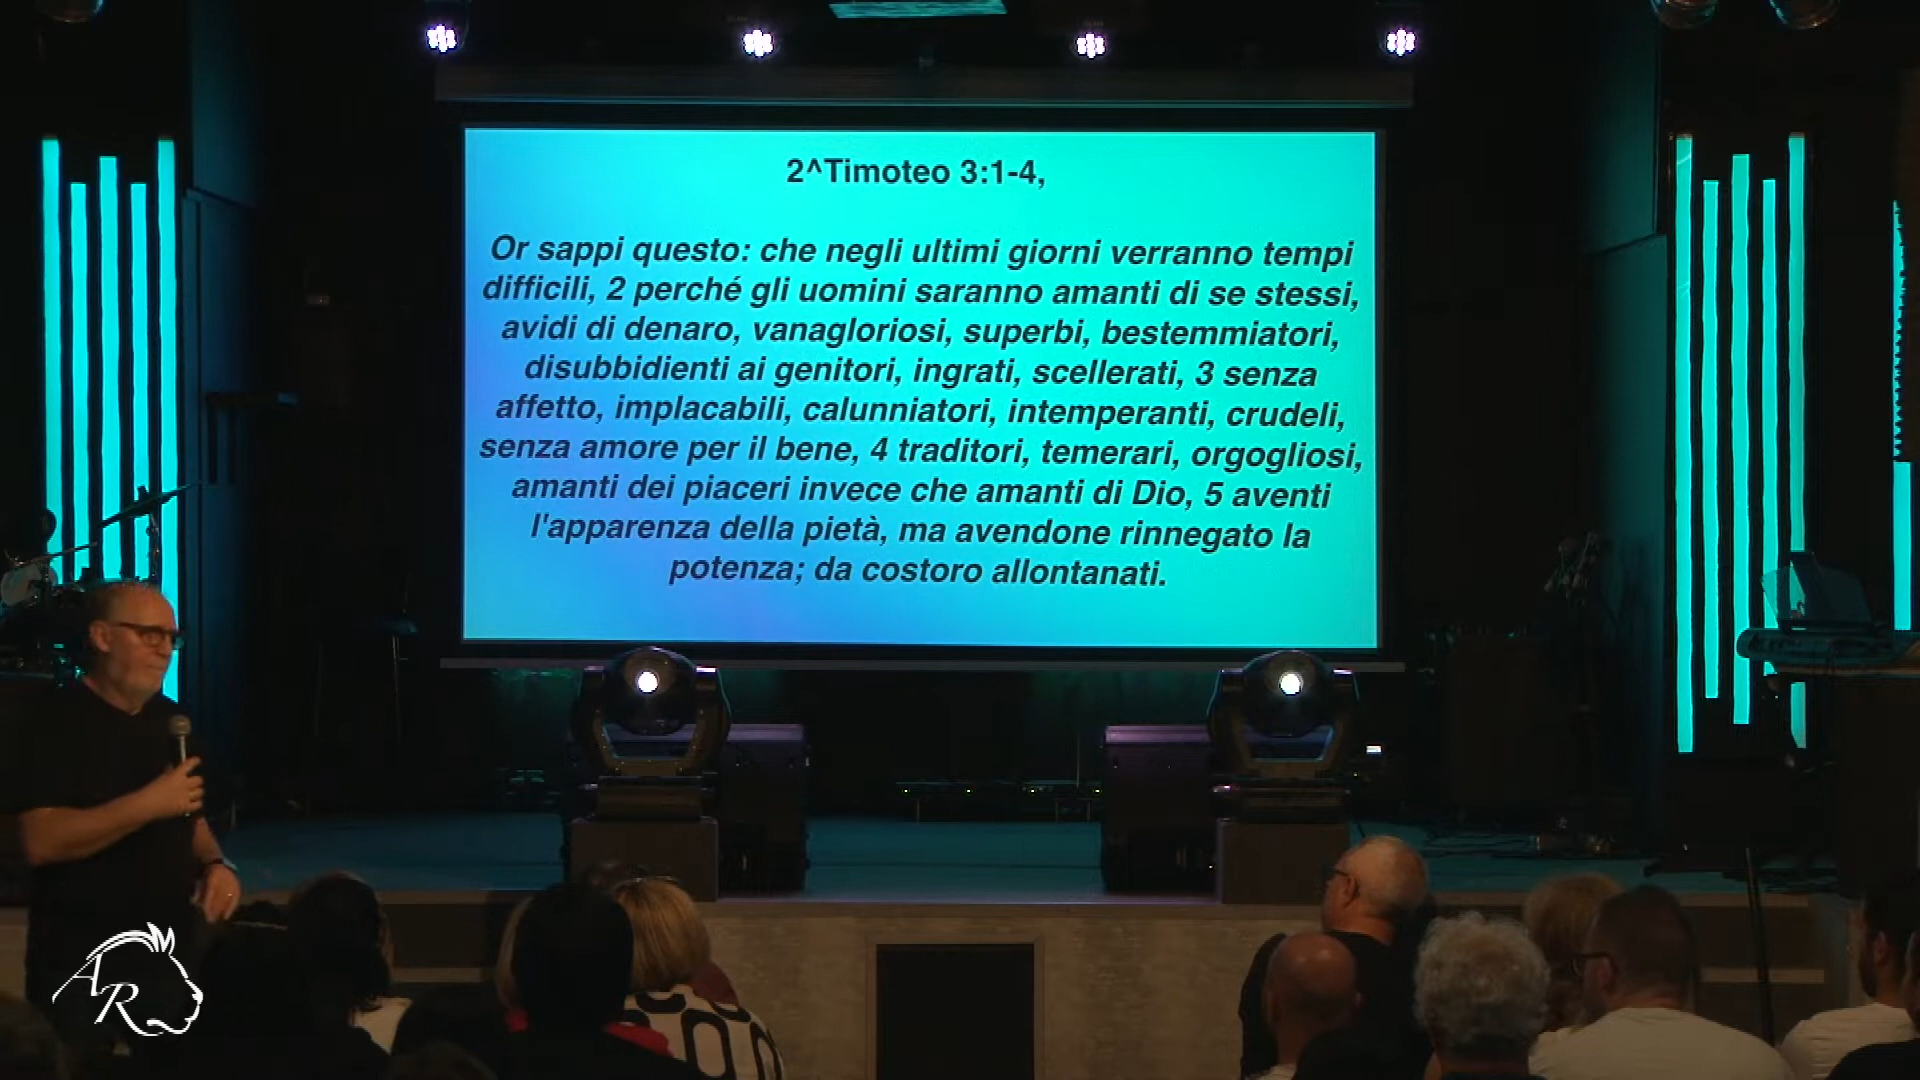 2^Timoteo 3:1-4,
Or sappi questo: che negli ultimi giorni verranno tempi
difficili, 2 perché gli uomini saranno amanti di se stessi,
avidi di denaro, vanagloriosi, superbi, bestemmiatori,
disubbidienti ai genitori, ingrati, scellerati, 3 senza
affetto, implacabili, calunniatori, intemperanti, crudeli,
senza amore per il bene, 4 traditori, temerari, orgogliosi,
amanti dei piaceri invece che amanti di Dio, 5 aventi
l'apparenza della pietà, ma avendone rinnegato la
potenza; da costoro allontanati.
AR